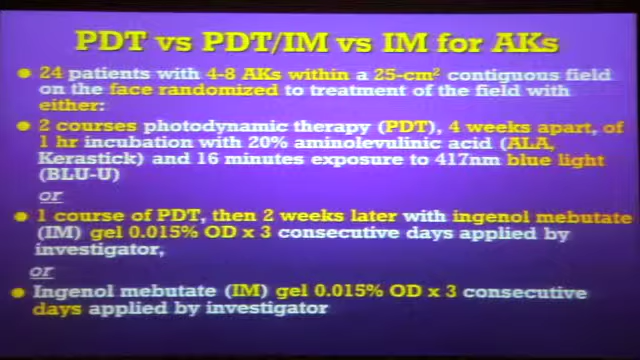 PDT vs PDT/IM vs IM for AKs
24 patients with 4-8 AKs within a 25-cm² contiguous field
on the face randomized to treatment of the field with
either:
2 courses photodynamic therapy (PDT), 4 weeks apart, of
1 hr incubation with 20% aminolevulinic acid (ALA,
Kerastick) and 16 minutes exposure to 417nm blue light
(BLU-U)
or
1 course of PDT, then 2 weeks later with ingenol mebutate
(IM) gel 0.015% OD x 3 consecutive days applied by
investigator,
or
Ingenol mebutate (IM) gel 0.015% OD x 3 consecutive
days applied by investigator